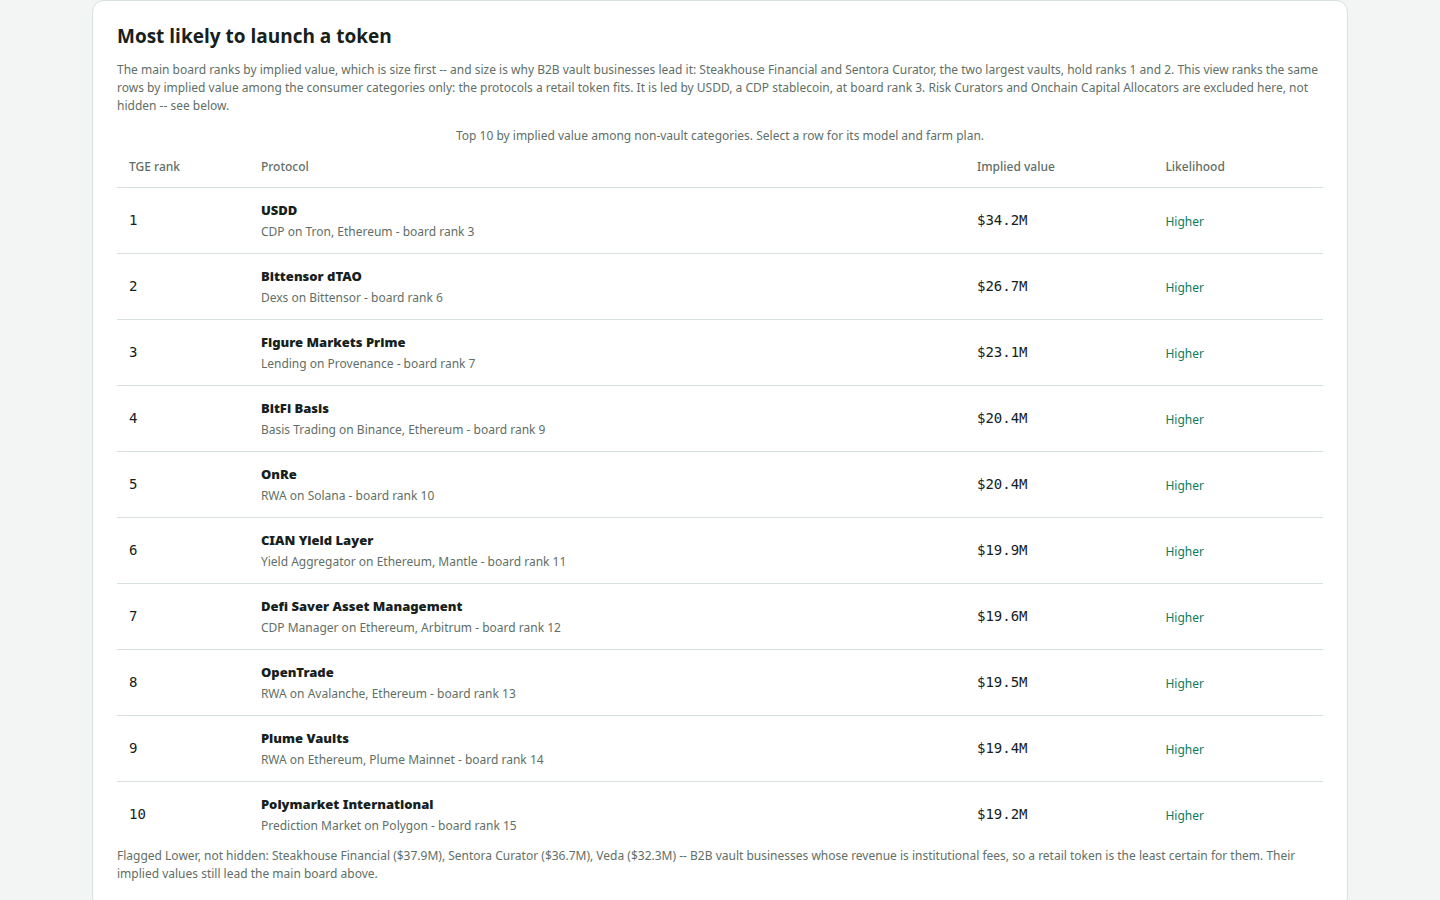 Most likely to launch a token
The main board ranks by implied value, which is size first -- and size is why B2B vault businesses lead it: Steakhouse Financial and Sentora Curator, the two largest vaults, hold ranks 1 and 2. This view ranks the same
rows by implied value among the consumer categories only: the protocols a retail token fits. It is led by USDD, a CDP stablecoin, at board rank 3. Risk Curators and Onchain Capital Allocators are excluded here, not
hidden -- see below.
Top 10 by implied value among non-vault categories. Select a row for its model and farm plan.
TGE rank Protocol Implied value Likelihood
1 USDD $34.2M Higher
CDP on Tron, Ethereum - board rank 3
2 Bittensor dTAO $26.7M Higher
Dexs on Bittensor - board rank 6
3 Figure Markets Prime $23.1M Higher
Lending on Provenance - board rank 7
4 BitFi Basis $20.4M Higher
Basis Trading on Binance, Ethereum - board rank 9
5 OnRe $20.4M Higher
RWA on Solana - board rank 10
6 CIAN Yield Layer $19.9M Higher
Yield Aggregator on Ethereum, Mantle - board rank 11
7 Defi Saver Asset Management $19.6M Higher
CDP Manager on Ethereum, Arbitrum - board rank 12
8 OpenTrade $19.5M Higher
RWA on Avalanche, Ethereum - board rank 13
9 Plume Vaults $19.4M Higher
RWA on Ethereum, Plume Mainnet - board rank 14
10 Polymarket International $19.2M Higher
Prediction Market on Polygon - board rank 15
Flagged Lower, not hidden: Steakhouse Financial ($37.9M), Sentora Curator ($36.7M), Veda ($32.3M) -- B2B vault businesses whose revenue is institutional fees, so a retail token is the least certain for them. Their
implied values still lead the main board above.